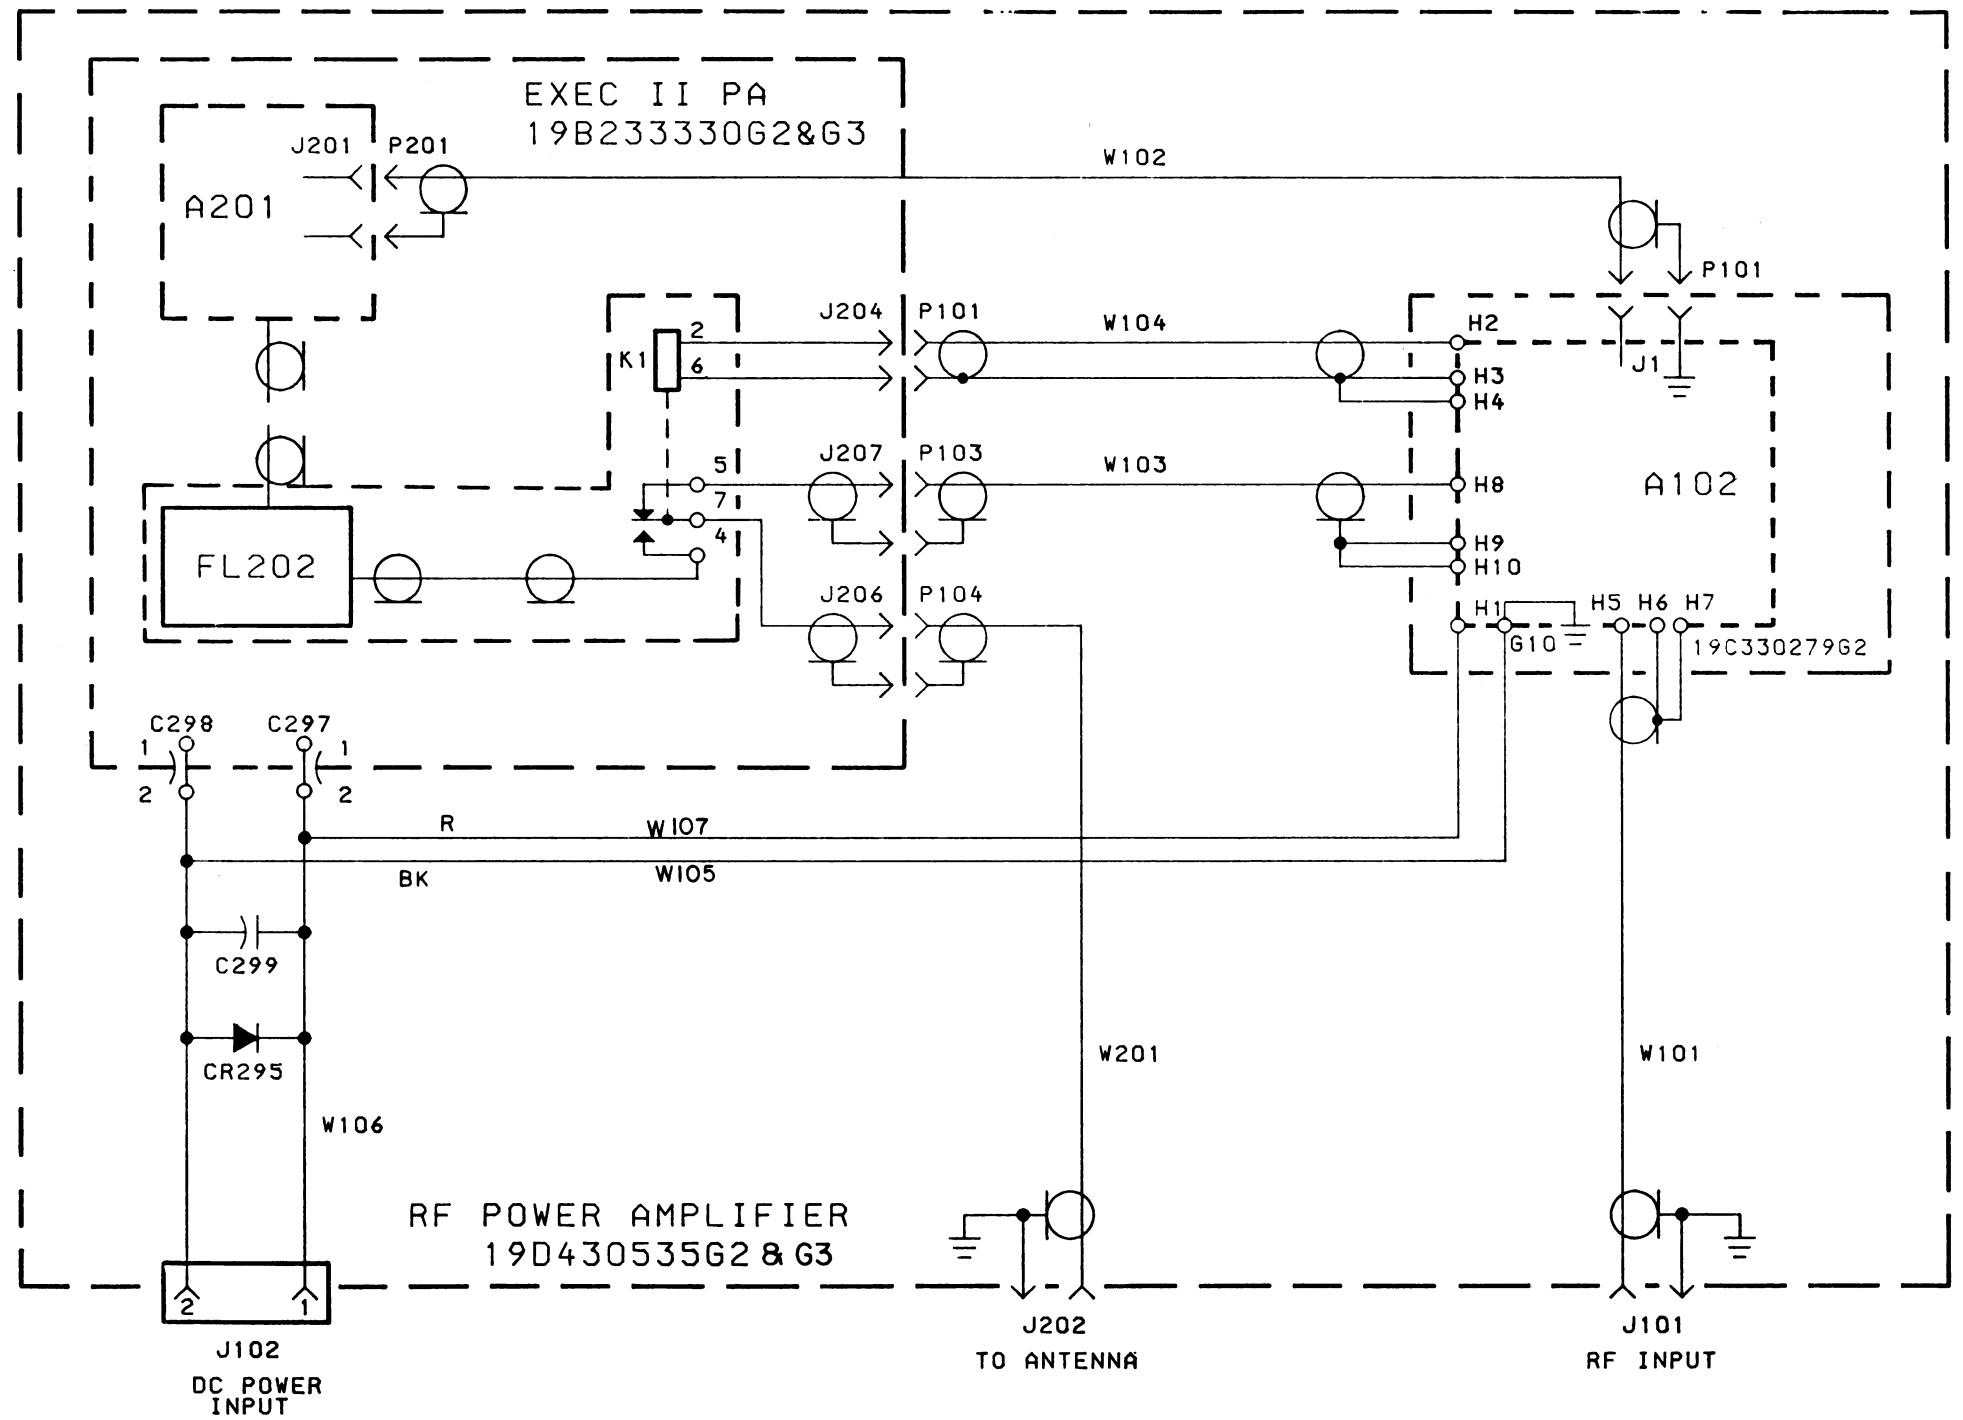 EXEC II PA
19B233330G2&G3
J201 P201
A201
W102
P101
J204 P101
W104
K1
2
6
H2
H3
H4
J1
J207 P103
W103
5
7
4
H8
H9
H10
A102
FL202
J206 P104
H1
G10
H5 H6 H7
19C330279G2
C298 C297
1 1
2 2
R
W107
BK
W105
C299
CR295
W106
W201
W101
RF POWER AMPLIFIER
19D430535G2 & G3
2 1
J102
DC POWER
INPUT
J202
TO ANTENNA
J101
RF INPUT